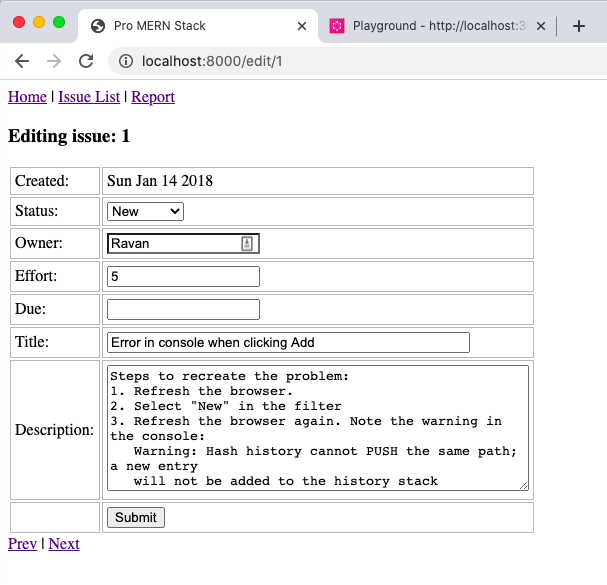 Pro MERN Stack
Playground - http://localhost:3
localhost:8000/edit/1
Home | Issue List | Report
Editing issue: 1
Created: Sun Jan 14 2018
Status: New
Owner: Ravan
Effort: 5
Due:
Title: Error in console when clicking Add
Description:
Steps to recreate the problem:
1. Refresh the browser.
2. Select "New" in the filter
3. Refresh the browser again. Note the warning in
the console:
Warning: Hash history cannot PUSH the same path;
a new entry
will not be added to the history stack
Submit
Prev | Next